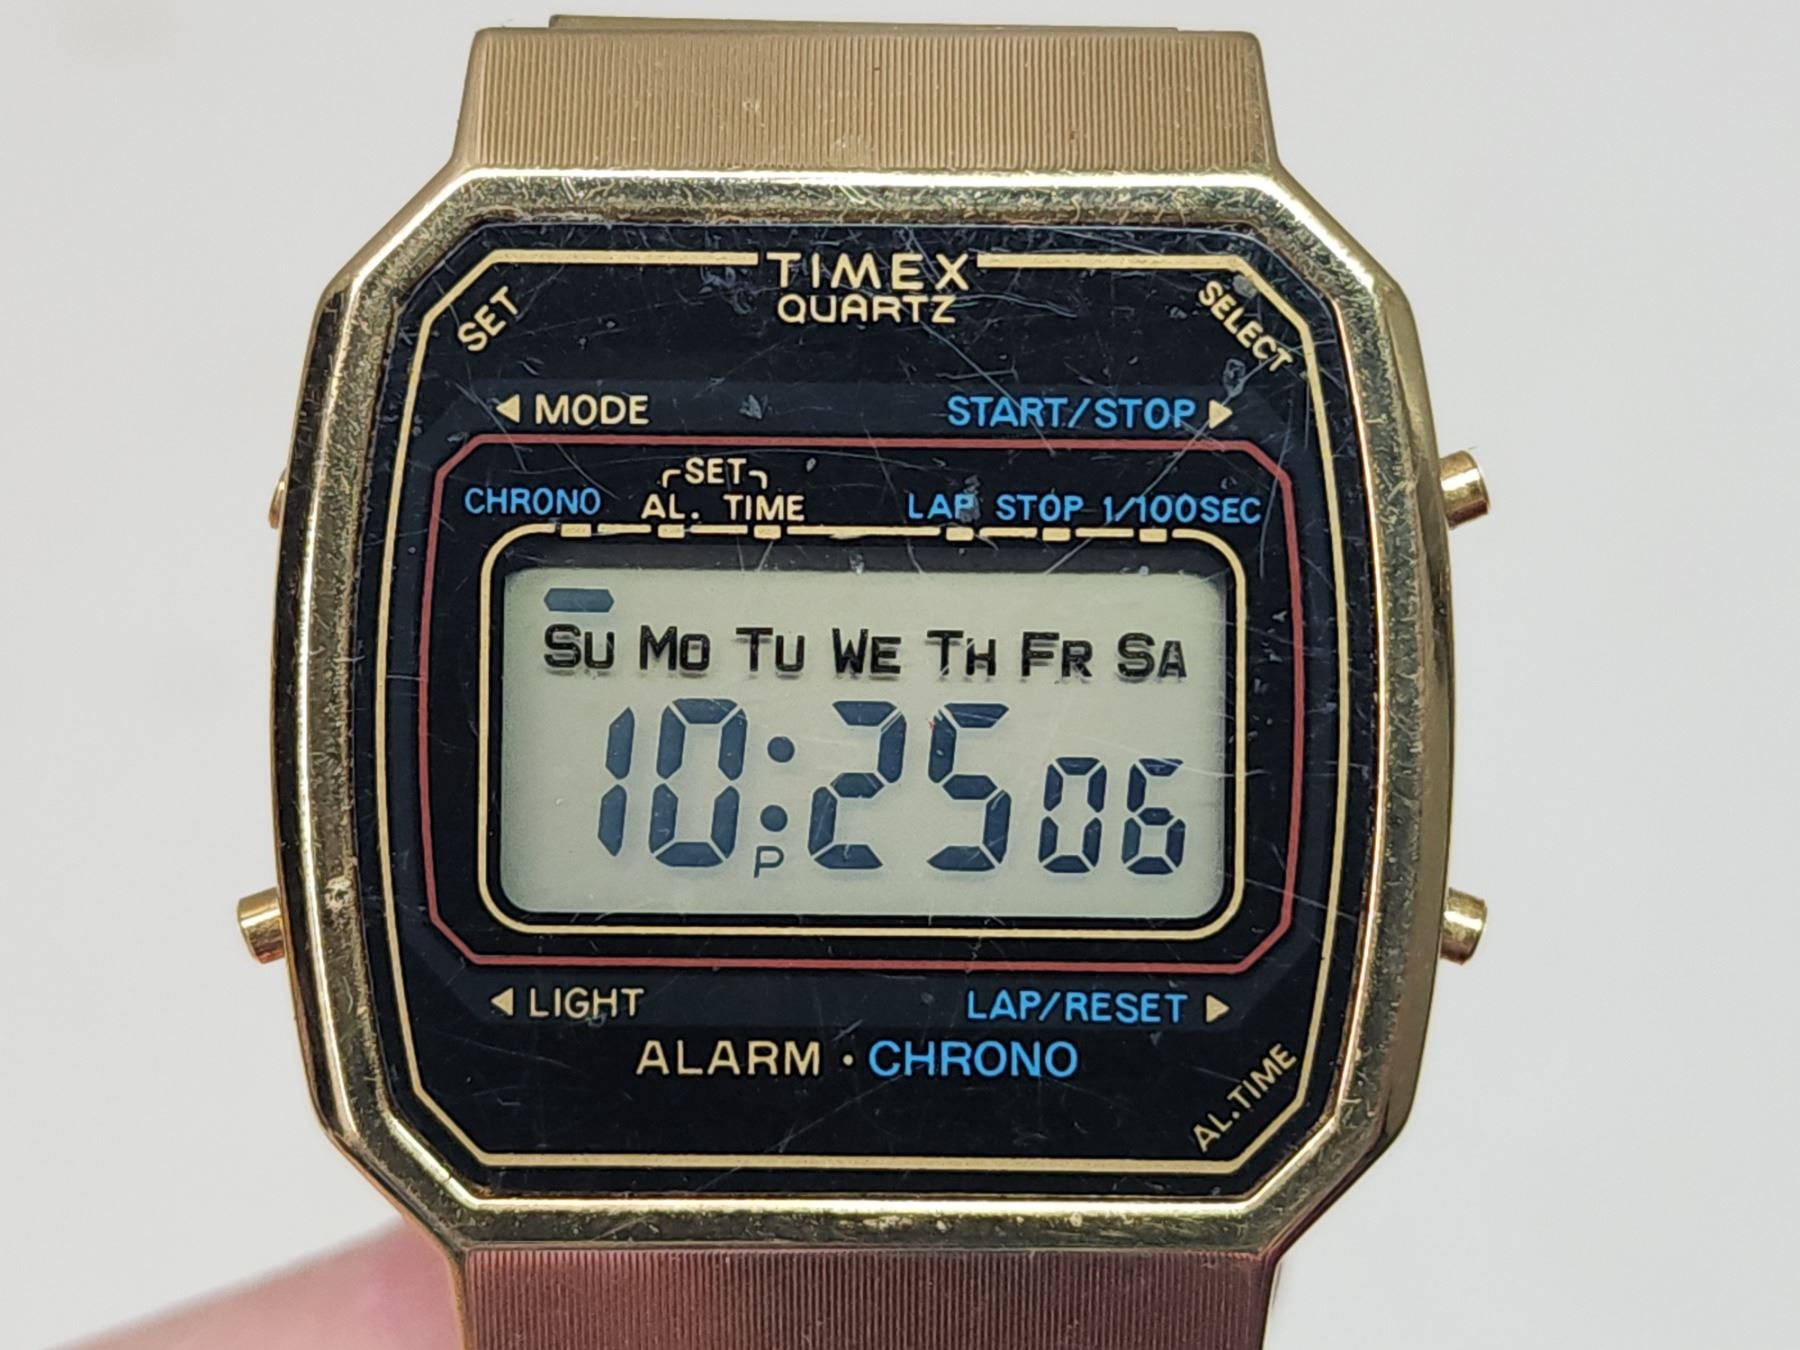 TIMEX
QUARTZ
SET
SELECT
MODE
START/STOP
SET
CHRONO AL. TIME LAP STOP 1/100SEC
SU MO TU WE TH FR SA
10:25 06
P
LIGHT
LAP/RESET
ALARM · CHRONO
AL.TIME